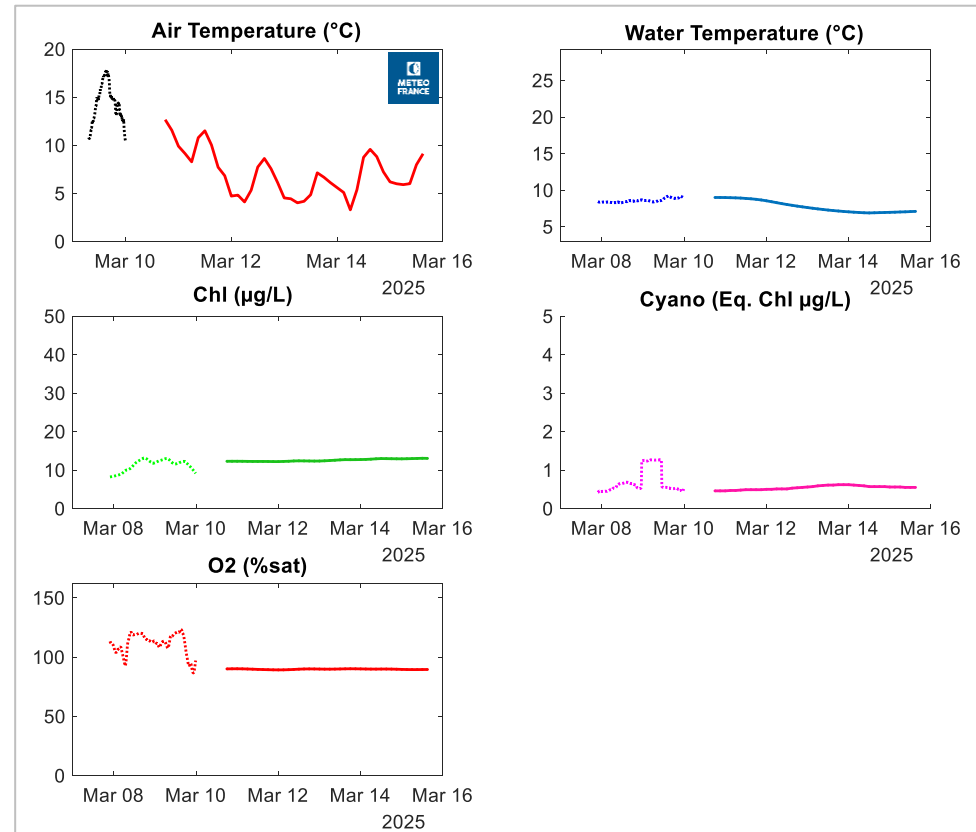 Air Temperature (°C)
20
15
10
5
0
METEO
FRANCE
Mar 10 Mar 12 Mar 14 Mar 16
2025
Water Temperature (°C)
25
20
15
10
5
Mar 08 Mar 10 Mar 12 Mar 14 Mar 16
2025
Chl (µg/L)
50
40
30
20
10
0
Mar 08 Mar 10 Mar 12 Mar 14 Mar 16
2025
Cyano (Eq. Chl µg/L)
5
4
3
2
1
0
Mar 08 Mar 10 Mar 12 Mar 14 Mar 16
2025
O2 (%sat)
150
100
50
0
Mar 08 Mar 10 Mar 12 Mar 14 Mar 16
2025